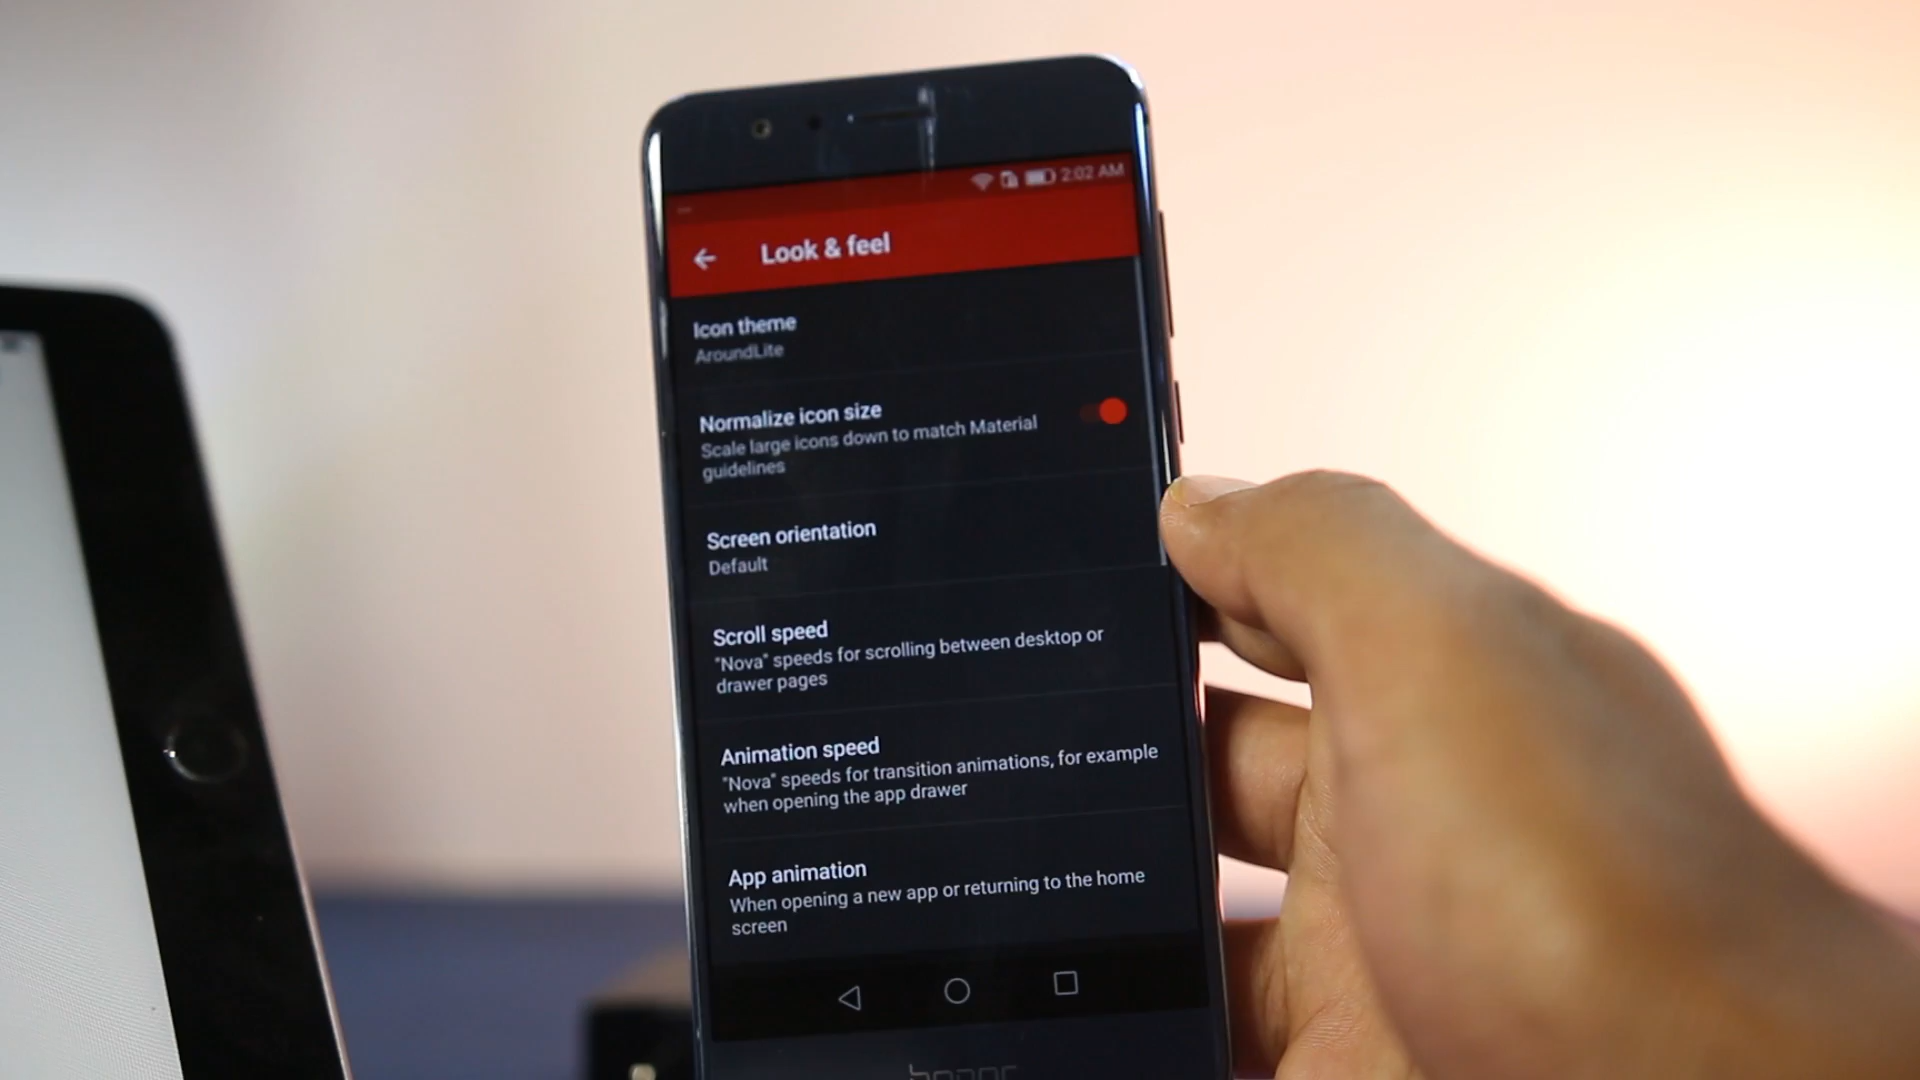 2:02 AM
Look & feel
Icon theme
AroundLite
Normalize icon size
Scale large icons down to match Material
guidelines
Screen orientation
Default
Scroll speed
"Nova" speeds for scrolling between desktop or
drawer pages
Animation speed
"Nova" speeds for transition animations, for example
when opening the app drawer
App animation
When opening a new app or returning to the home
screen
honor